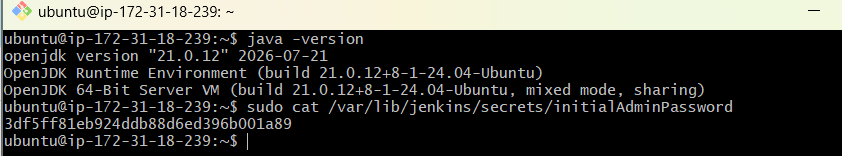 ubuntu@ip-172-31-18-239: ~
ubuntu@ip-172-31-18-239:~$ java -version
openjdk version "21.0.12" 2026-07-21
OpenJDK Runtime Environment (build 21.0.12+8-1-24.04-Ubuntu)
OpenJDK 64-Bit Server VM (build 21.0.12+8-1-24.04-Ubuntu, mixed mode, sharing)
ubuntu@ip-172-31-18-239:~$ sudo cat /var/lib/jenkins/secrets/initialAdminPassword
3df5ff81eb924ddb88d6ed396b001a89
ubuntu@ip-172-31-18-239:~$